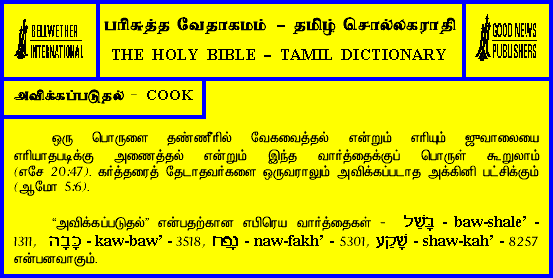 BELLWETHER
INTERNATIONAL
பரிசுத்த வேதாகமம் – தமிழ் சொல்லகராதி
THE HOLY BIBLE – TAMIL DICTIONARY
GOOD NEWS
PUBLISHERS
அவிக்கப்படுதல் – COOK
ஒரு பொருளை தண்ணீரில் வேகவைத்தல் என்றும் எரியும் ஜுவாலையை
எரியாதபடிக்கு அணைத்தல் என்றும் இந்த வார்த்தைக்குப் பொருள் கூறலாம்
(எசே 20:47). கர்த்தரைத் தேடாதவர்களை ஒருவராலும் அவிக்கப்படாத அக்கினி பட்சிக்கும்
(ஆமோ 5:6).
“அவிக்கப்படுதல்” என்பதற்கான எபிரெய வார்த்தைகள் - בָּשַׁל - baw-shale’ -
1311, כָּבָה - kaw-baw’ - 3518, נָפַח - naw-fakh’ - 5301, שָׁקַע - shaw-kah’ - 8257
என்பனவாகும்.